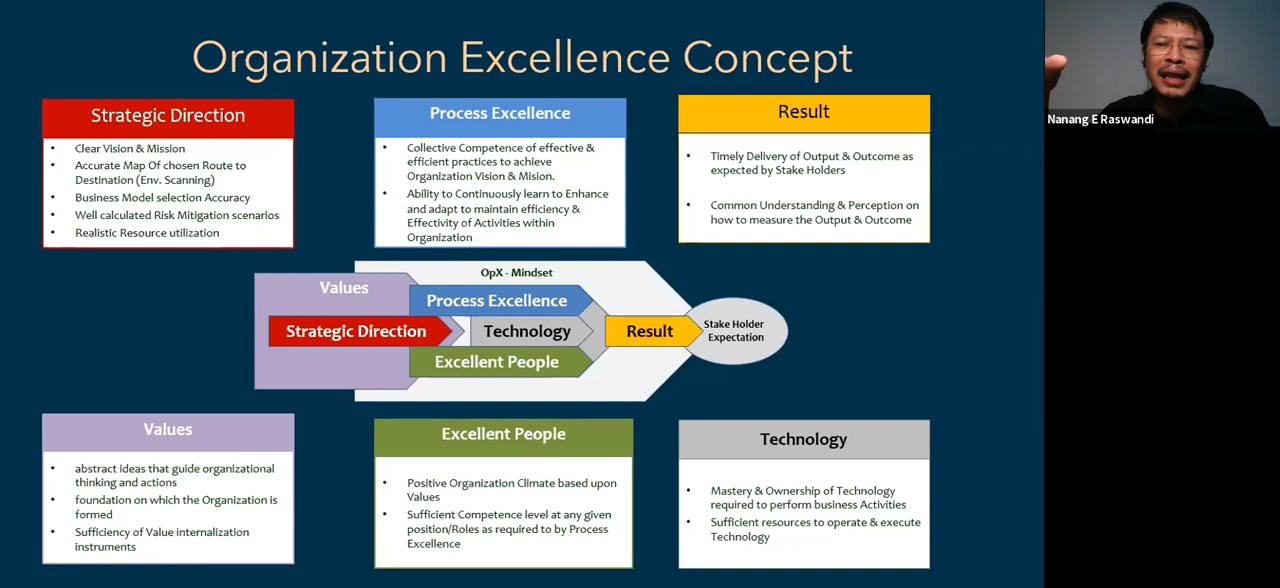 Organization Excellence Concept
Strategic Direction
• Clear Vision & Mission
• Accurate Map Of chosen Route to
Destination (Env. Scanning)
• Business Model selection Accuracy
• Well calculated Risk Mitigation scenarios
• Realistic Resource utilization
Process Excellence
• Collective Competence of effective &
efficient practices to achieve
Organization Vision & Mision.
• Ability to Continuously learn to Enhance
and adapt to maintain efficiency &
Effectivity of Activities within
Organization
Result
• Timely Delivery of Output & Outcome as
expected by Stake Holders
• Common Understanding & Perception on
how to measure the Output & Outcome
Nanang E Raswandi
OpX - Mindset
Values
Process Excellence
Strategic Direction
Technology
Result
Stake Holder
Expectation
Excellent People
Values
• abstract ideas that guide organizational
thinking and actions
• foundation on which the Organization is
formed
• Sufficiency of Value internalization
instruments
Excellent People
• Positive Organization Climate based upon
Values
• Sufficient Competence level at any given
position/Roles as required to by Process
Excellence
Technology
• Mastery & Ownership of Technology
required to perform business Activities
• Sufficient resources to operate & execute
Technology